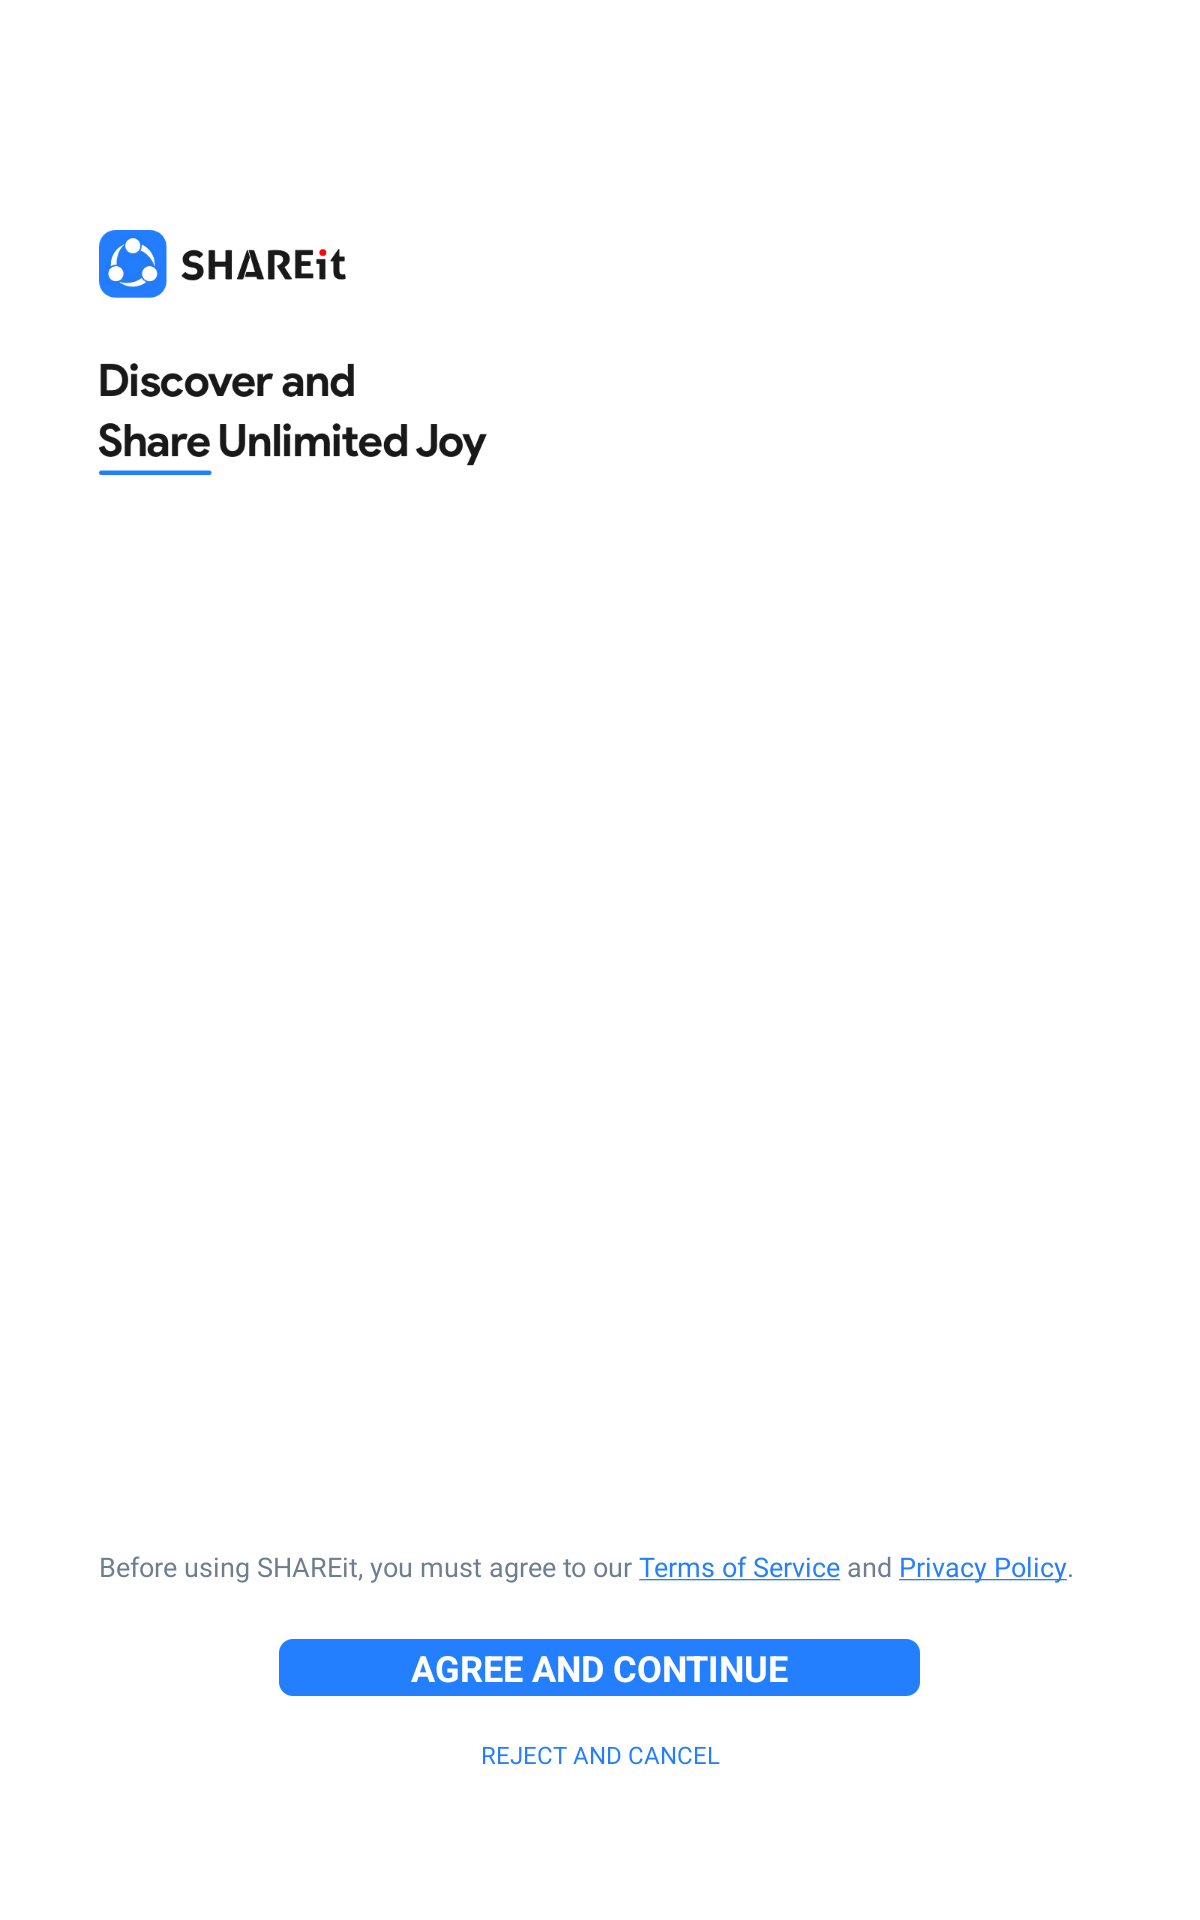 SHAREit
Discover and
Share Unlimited Joy
Before using SHAREit, you must agree to our Terms of Service and Privacy Policy.
AGREE AND CONTINUE
REJECT AND CANCEL